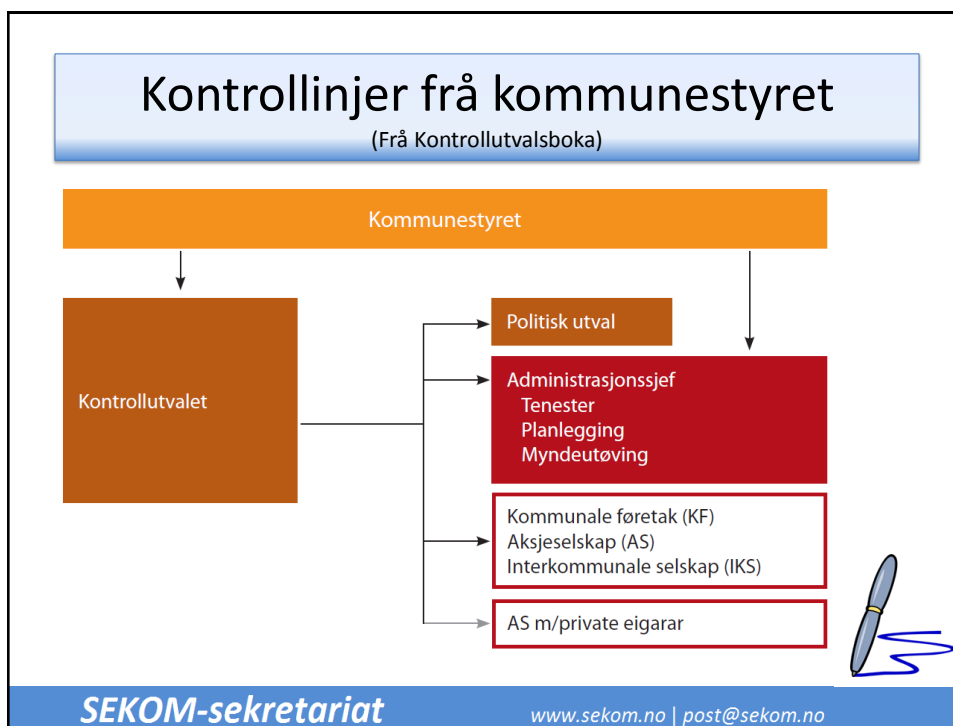 Kontrollinjer frå kommunestyret
(Frå Kontrollutvalsboka)
Kommunestyret
Kontrollutvalet
Politisk utval
Administrasjonssjef
Tenester
Planlegging
Myndeutøving
Kommunale føretak (KF)
Aksjeselskap (AS)
Interkommunale selskap (IKS)
AS m/private eigarar
SEKOM-sekretariat
www.sekom.no | post@sekom.no